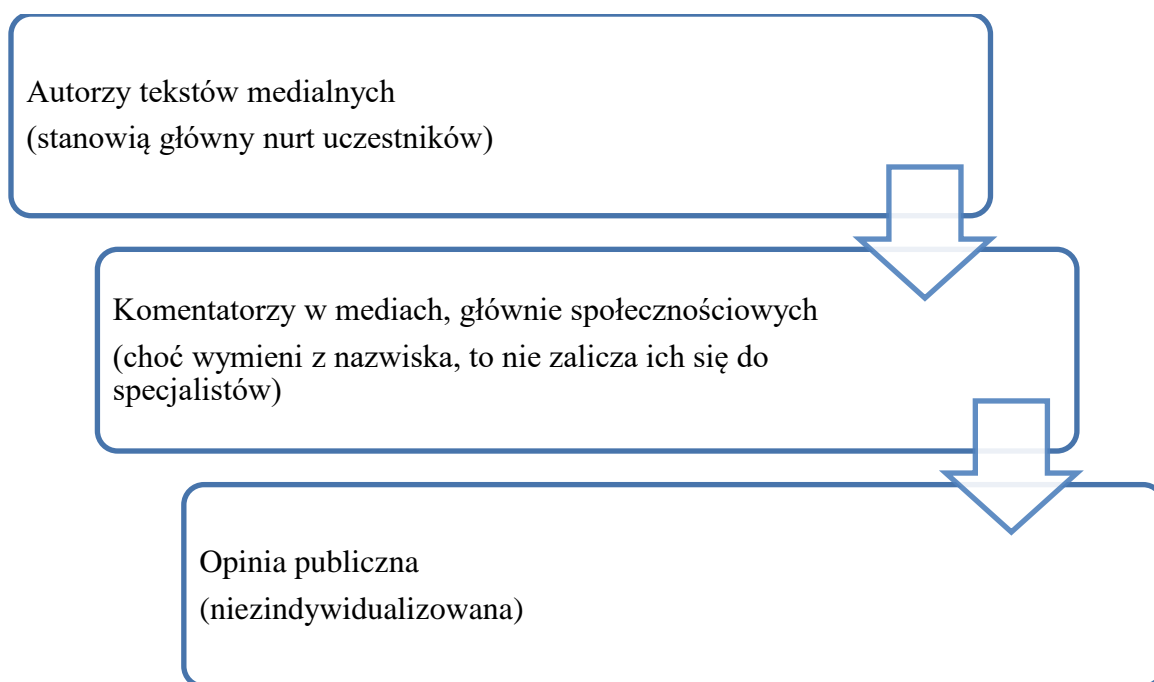 Autorzy tekstów medialnych
(stanowią główny nurt uczestników)
Komentatorzy w mediach, głównie społecznościowych
(choć wymieni z nazwiska, to nie zalicza ich się do
specjalistów)
Opinia publiczna
(niezindywidualizowana)